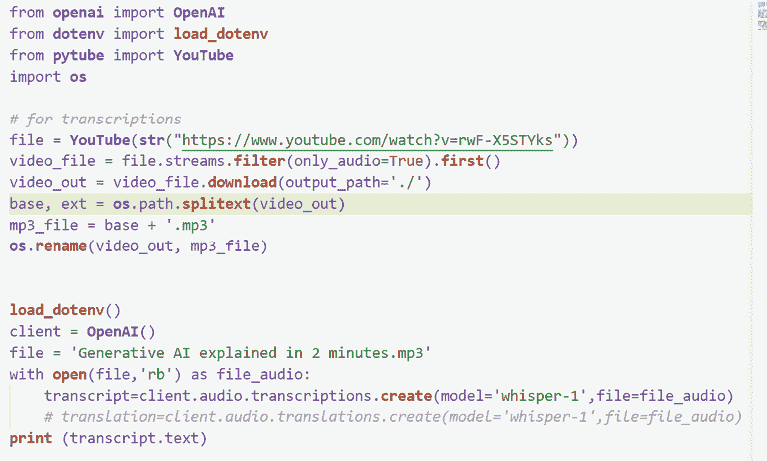 from openai import OpenAI
from dotenv import load_dotenv
from pytube import YouTube
import os
# for transcriptions
file = YouTube(str("https://www.youtube.com/watch?v=rwF-X5STYks"))
video_file = file.streams.filter(only_audio=True).first()
video_out = video_file.download(output_path='./')
base, ext = os.path.splitext(video_out)
mp3_file = base + '.mp3'
os.rename(video_out, mp3_file)
load_dotenv()
client = OpenAI()
file = 'Generative AI explained in 2 minutes.mp3'
with open(file,'rb') as file_audio:
    transcript=client.audio.transcriptions.create(model='whisper-1',file=file_audio)
    # translation=client.audio.translations.create(model='whisper-1',file=file_audio)
print (transcript.text)